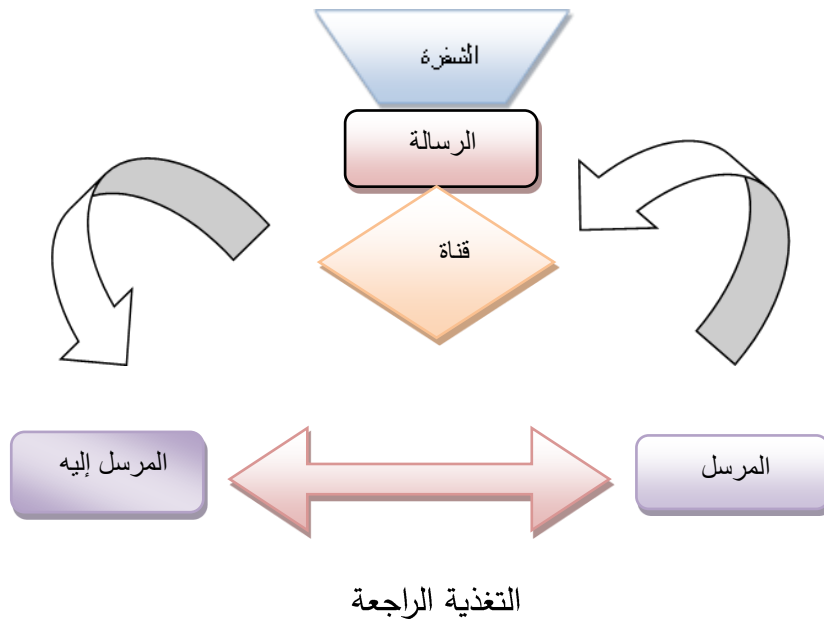 الشفرة
الرسالة
قناة
المرسل
المرسل إليه
التغذية الراجعة